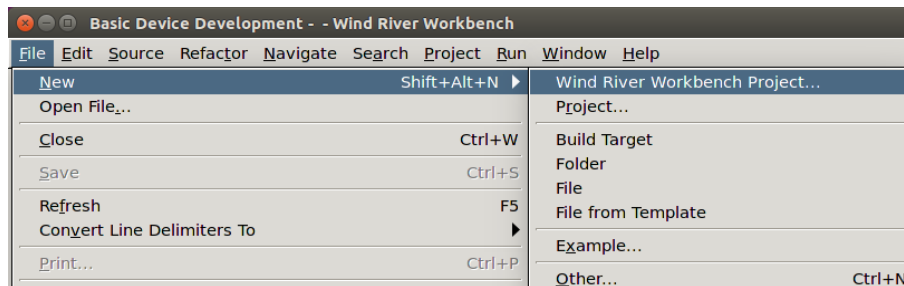 Basic Device Development - - Wind River Workbench
File Edit Source Refactor Navigate Search Project Run Window Help
New Shift+Alt+N
Open File...
Close Ctrl+W
Save Ctrl+S
Refresh F5
Convert Line Delimiters To
Print... Ctrl+P
Wind River Workbench Project...
Project...
Build Target
Folder
File
File from Template
Example...
Other... Ctrl+N